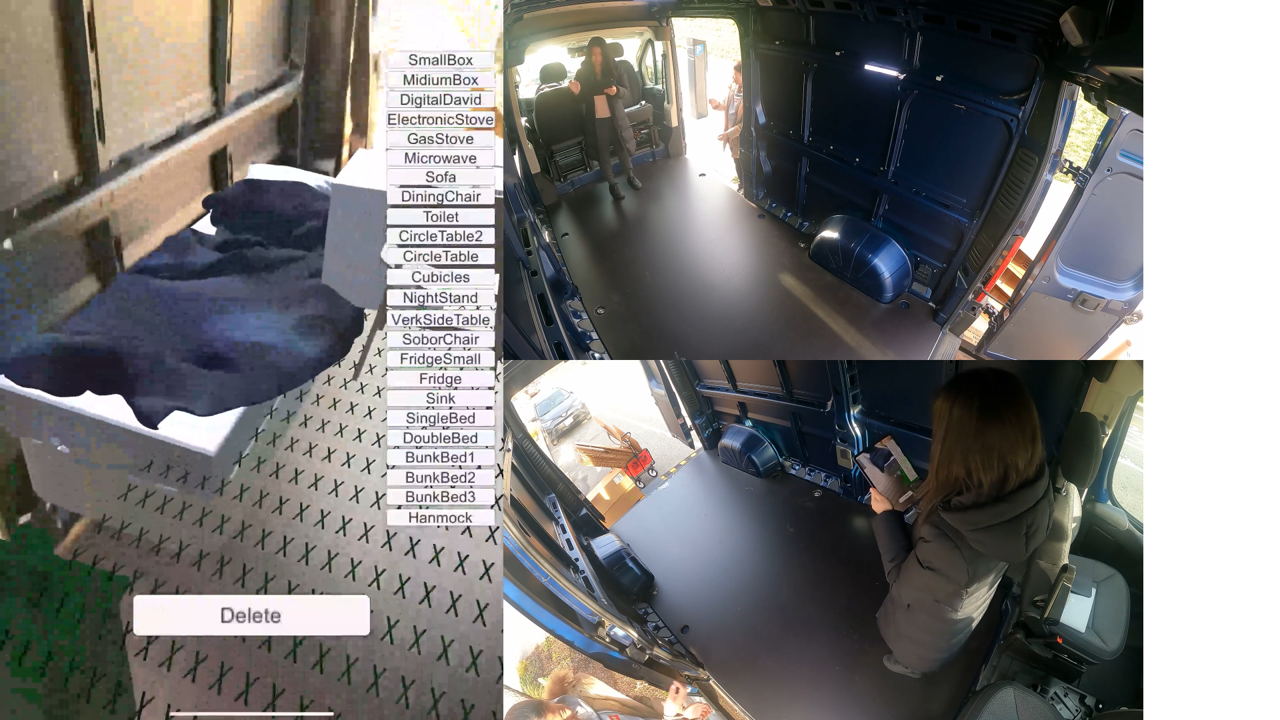 SmallBox
MidiumBox
DigitalDavid
ElectronicStove
GasStove
Microwave
Sofa
DiningChair
Toilet
CircleTable2
CircleTable
Cubicles
NightStand
VerkSideTable
SoborChair
FridgeSmall
Fridge
Sink
SingleBed
DoubleBed
BunkBed1
BunkBed2
BunkBed3
Hanmock
Delete